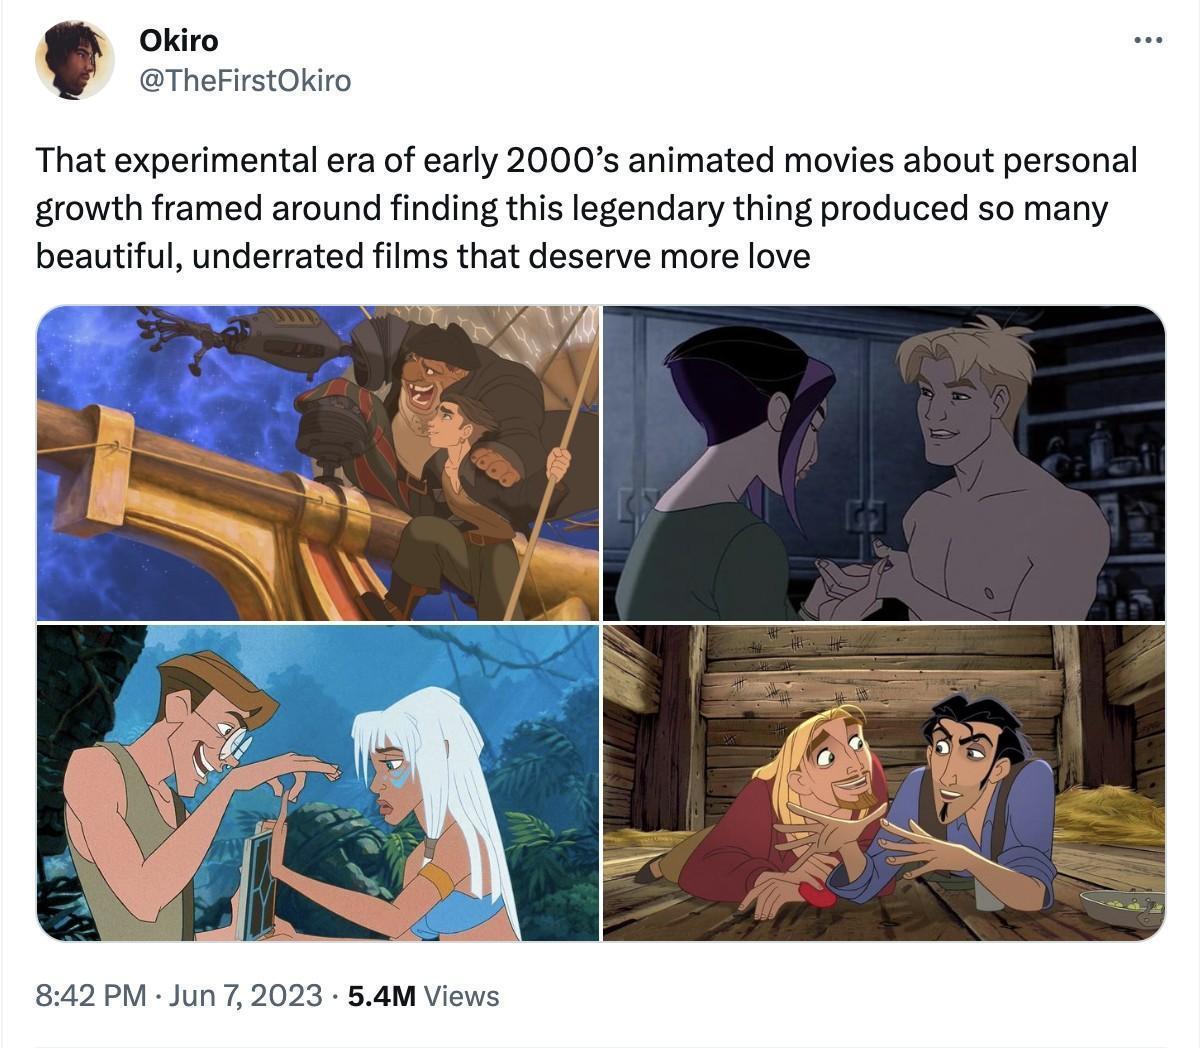 Okiro
@TheFirstOkiro
That experimental era of early 2000’s animated movies about personal
growth framed around finding this legendary thing produced so many
beautiful, underrated films that deserve more love
8:42 PM · Jun 7, 2023 · 5.4M Views